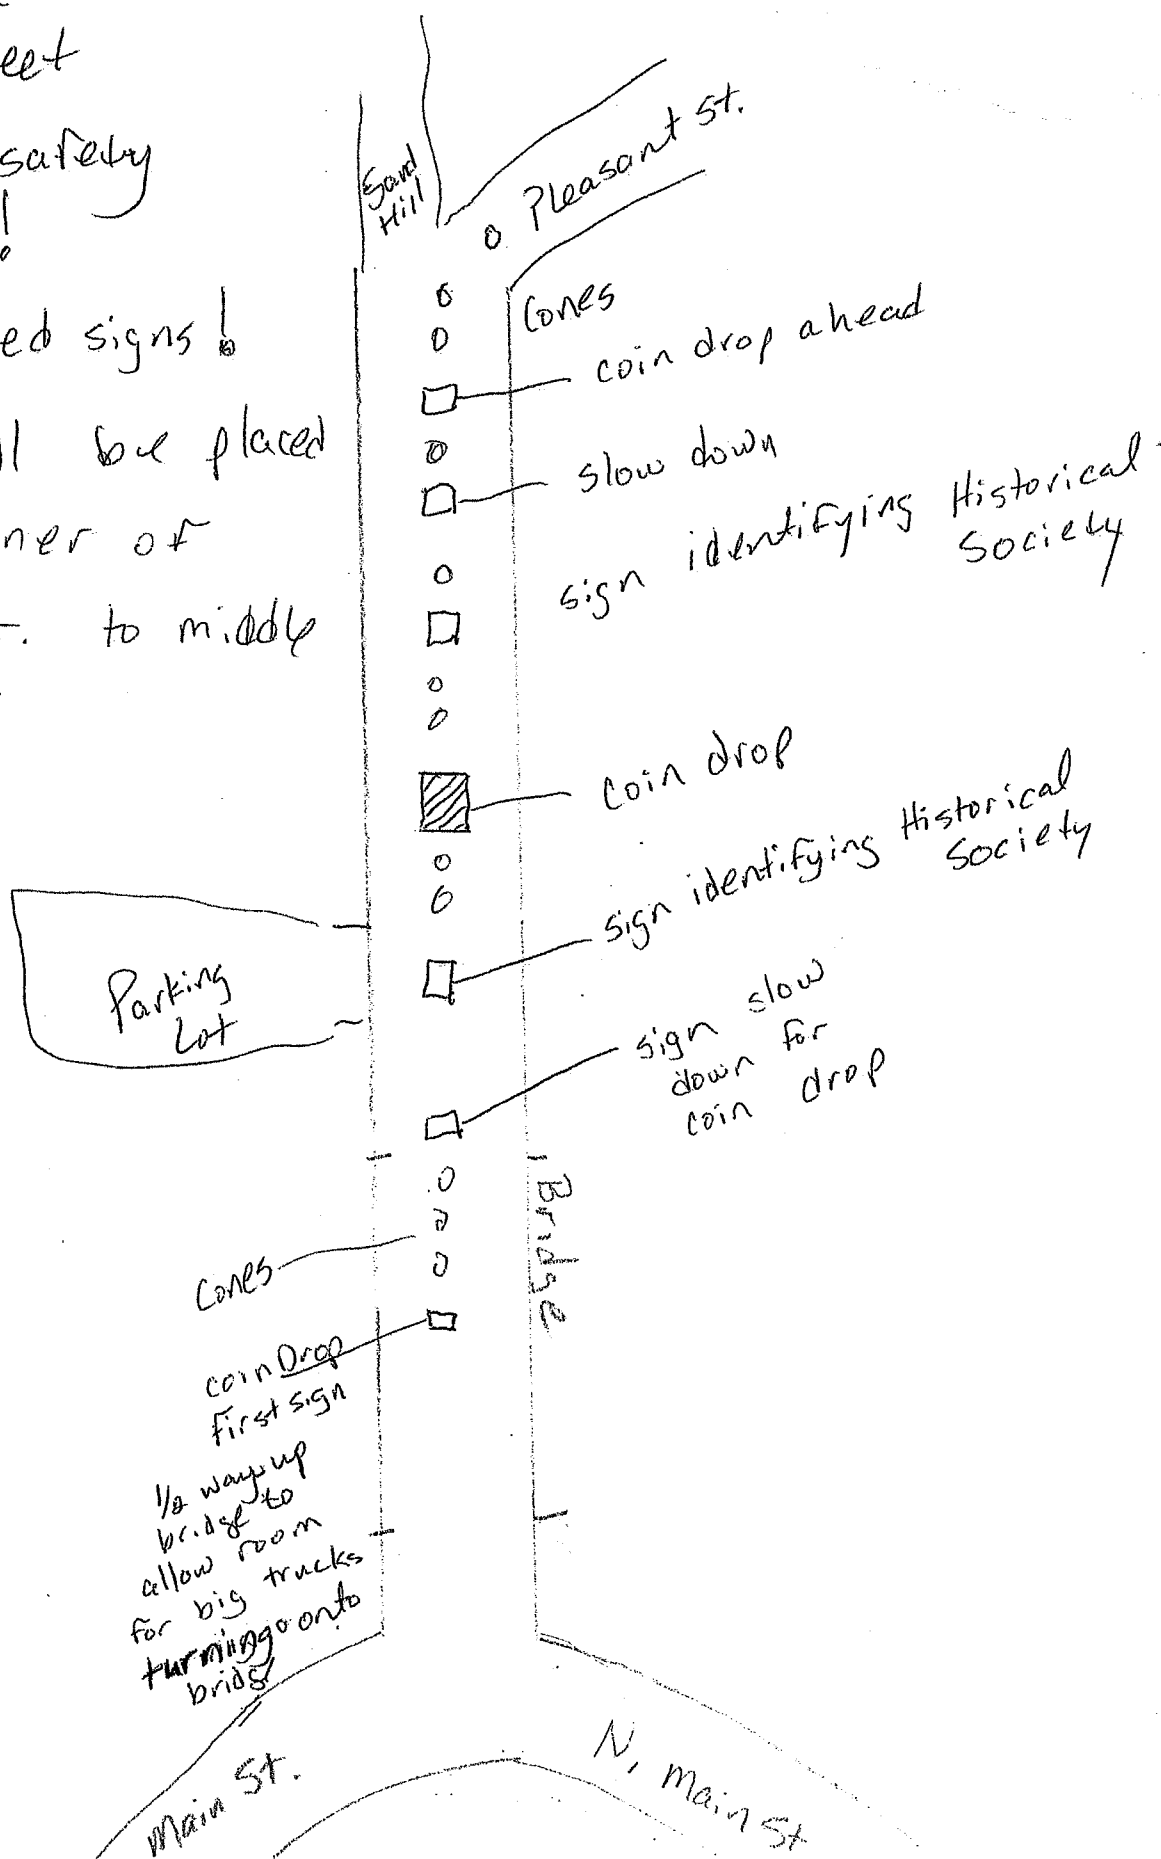 eet
safety
!
ed signs!
ll be placed
ner of
t. to middle
Sand
Hill
Pleasant St.
Cones
coin drop ahead
slow down
sign identifying Historical
Society
coin drop
sign identifying Historical
Society
Parking
Lot
sign slow
down for
coin drop
Bridge
Cones
coin Drop
First sign
1/2 way up
bridge to
allow room
for big trucks
turning onto
bridge
Main St.
N. Main St